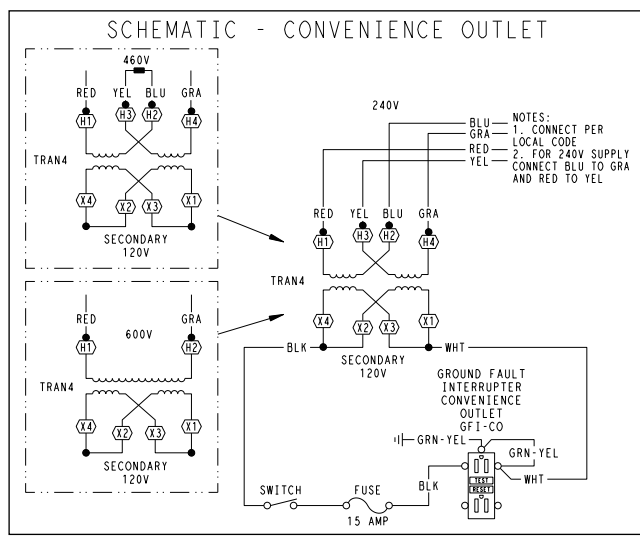 SCHEMATIC - CONVENIENCE OUTLET
460V
RED YEL BLU GRA
H1 H3 H2 H4
TRAN4
X4 X2 X3 X1
SECONDARY
120V
RED GRA
600V
H1 H2
TRAN4
X4 X2 X3 X1
SECONDARY
120V
240V
BLU
GRA
RED
YEL
NOTES:
1. CONNECT PER
LOCAL CODE
2. FOR 240V SUPPLY
CONNECT BLU TO GRA
AND RED TO YEL
RED YEL BLU GRA
H1 H3 H2 H4
TRAN4
X4 X2 X3 X1
BLK WHT
SECONDARY
120V
GROUND FAULT
INTERRUPTER
CONVENIENCE
OUTLET
GFI-CO
GRN-YEL
GRN-YEL
WHT
BLK
TEST
RESET
SWITCH FUSE
15 AMP